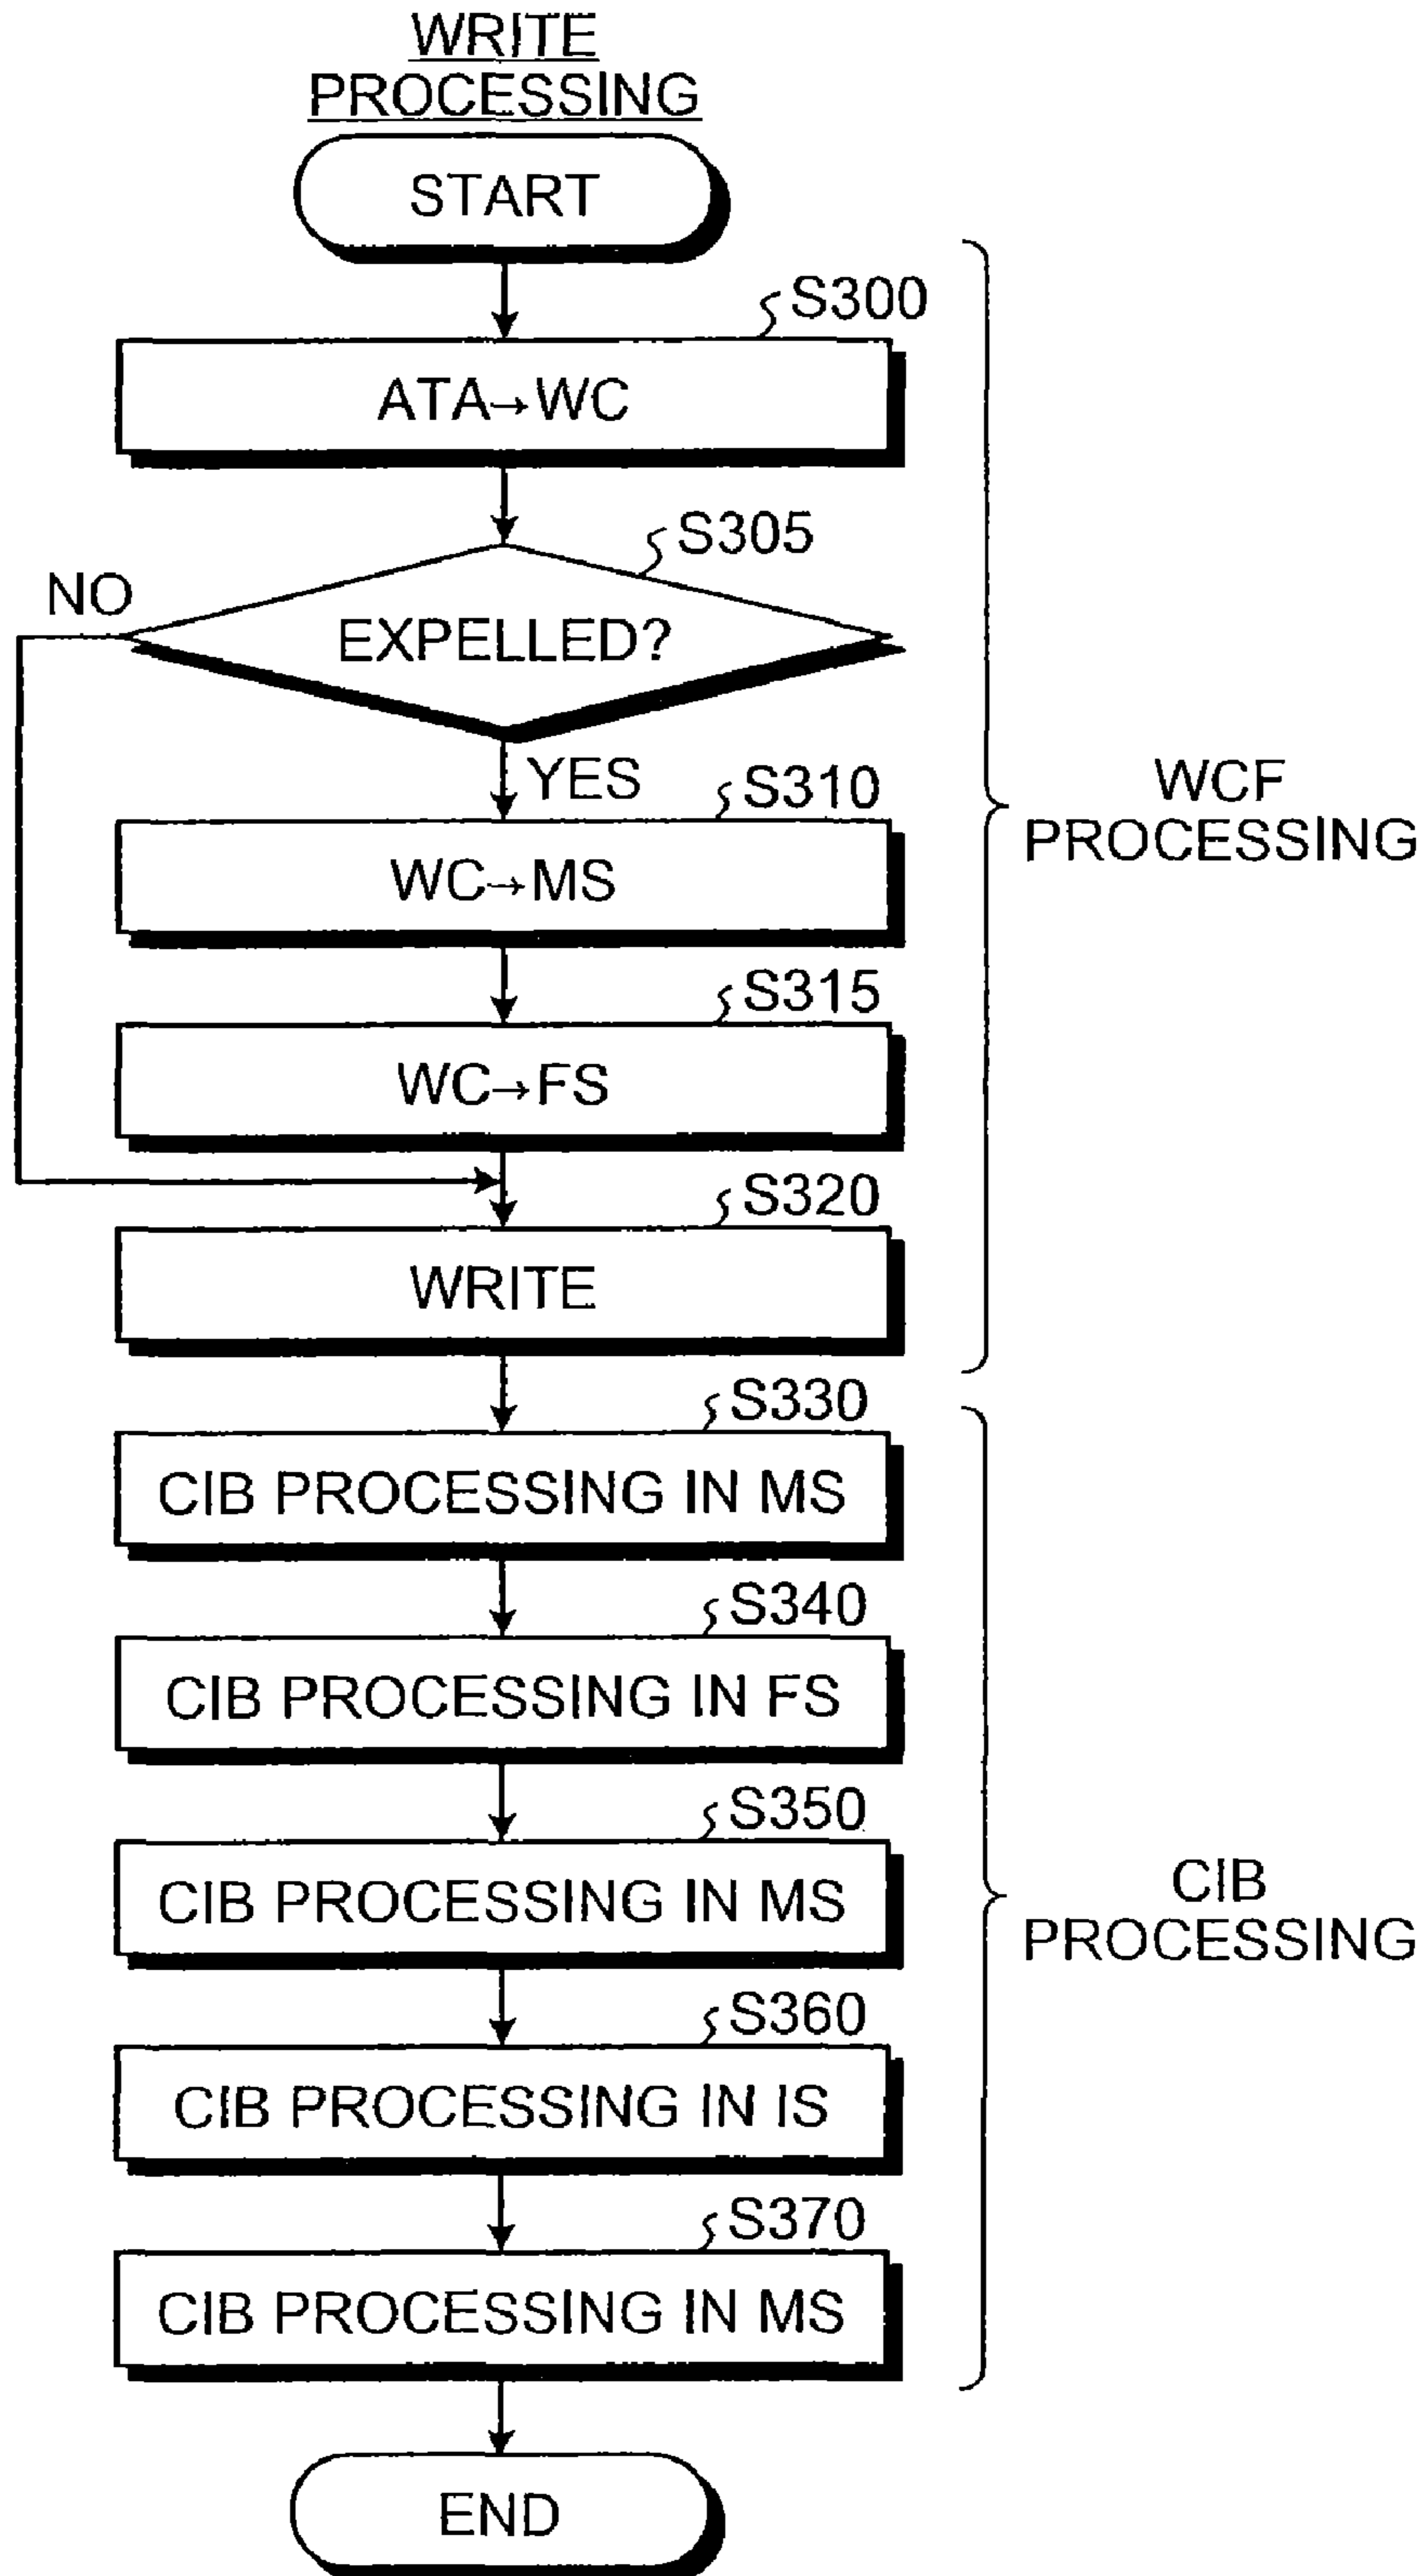 WRITE
PROCESSING
START
S300
ATA→WC
S305
NO
EXPELLED?
YES
S310
WC→MS
WCF
PROCESSING
S315
WC→FS
S320
WRITE
S330
CIB PROCESSING IN MS
S340
CIB PROCESSING IN FS
S350
CIB PROCESSING IN MS
CIB
PROCESSING
S360
CIB PROCESSING IN IS
S370
CIB PROCESSING IN MS
END